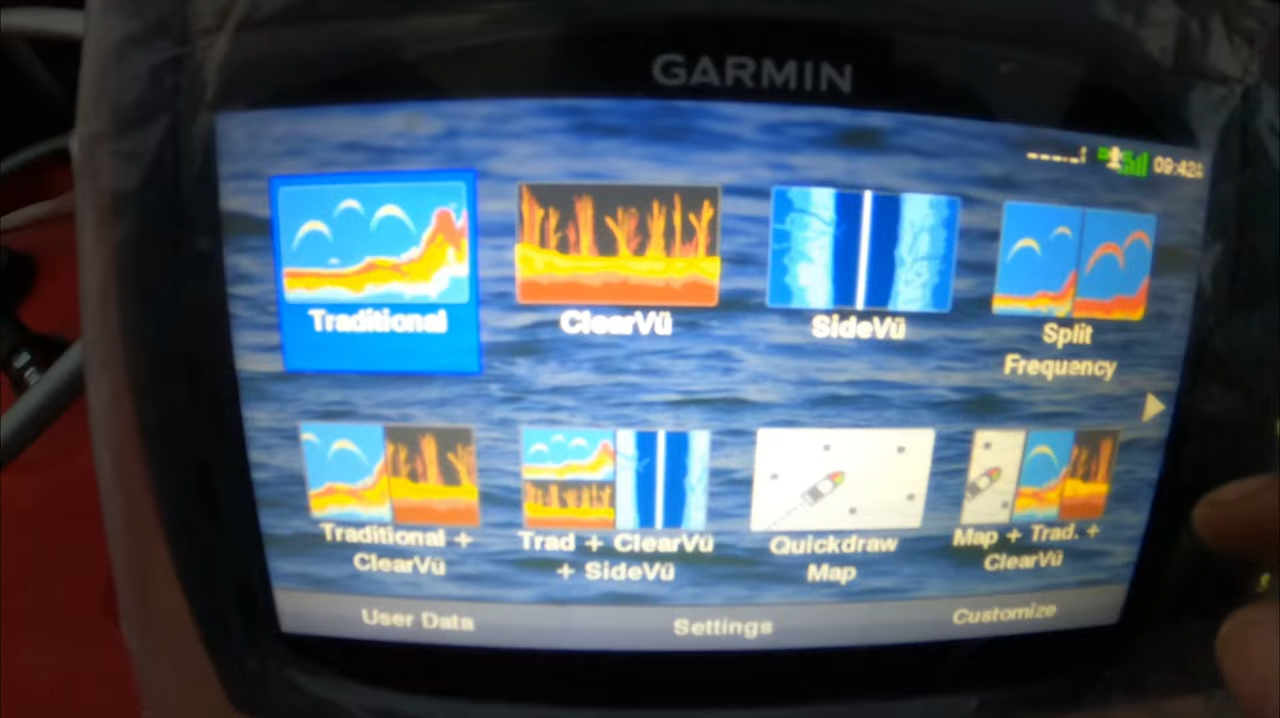 GARMIN
09:42
Traditional
ClearVü
SideVü
Split
Frequency
Traditional +
ClearVü
Trad + ClearVü
+ SideVü
Quickdraw
Map
Map + Trad. +
ClearVü
User Data
Settings
Customize